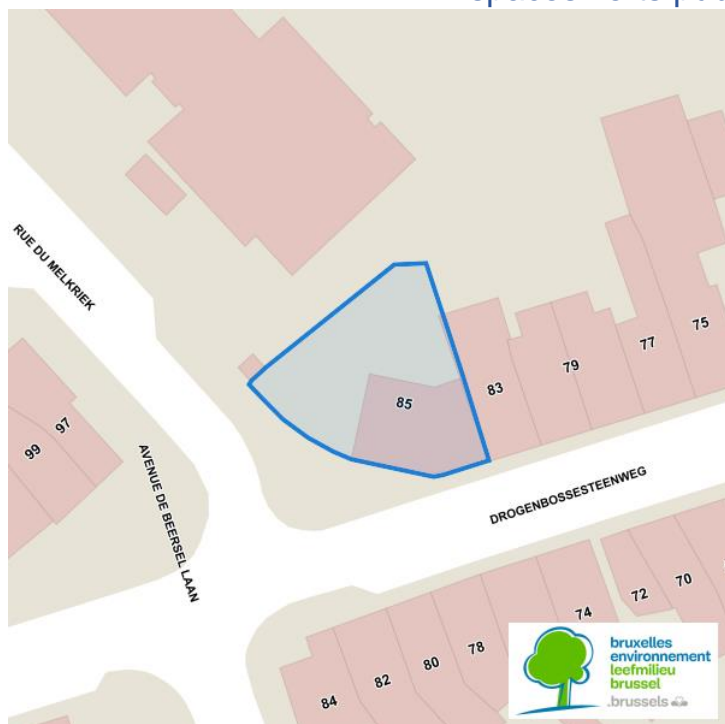 RUE DU MELKRIEK
75
77
79
83
85
97
99
AVENUE DE BEERSEL LAAN
DROGENBOSSESTEENWEG
70
72
74
78
80
82
84
bruxelles
environnement
leefmilieu
brussel
.brussels